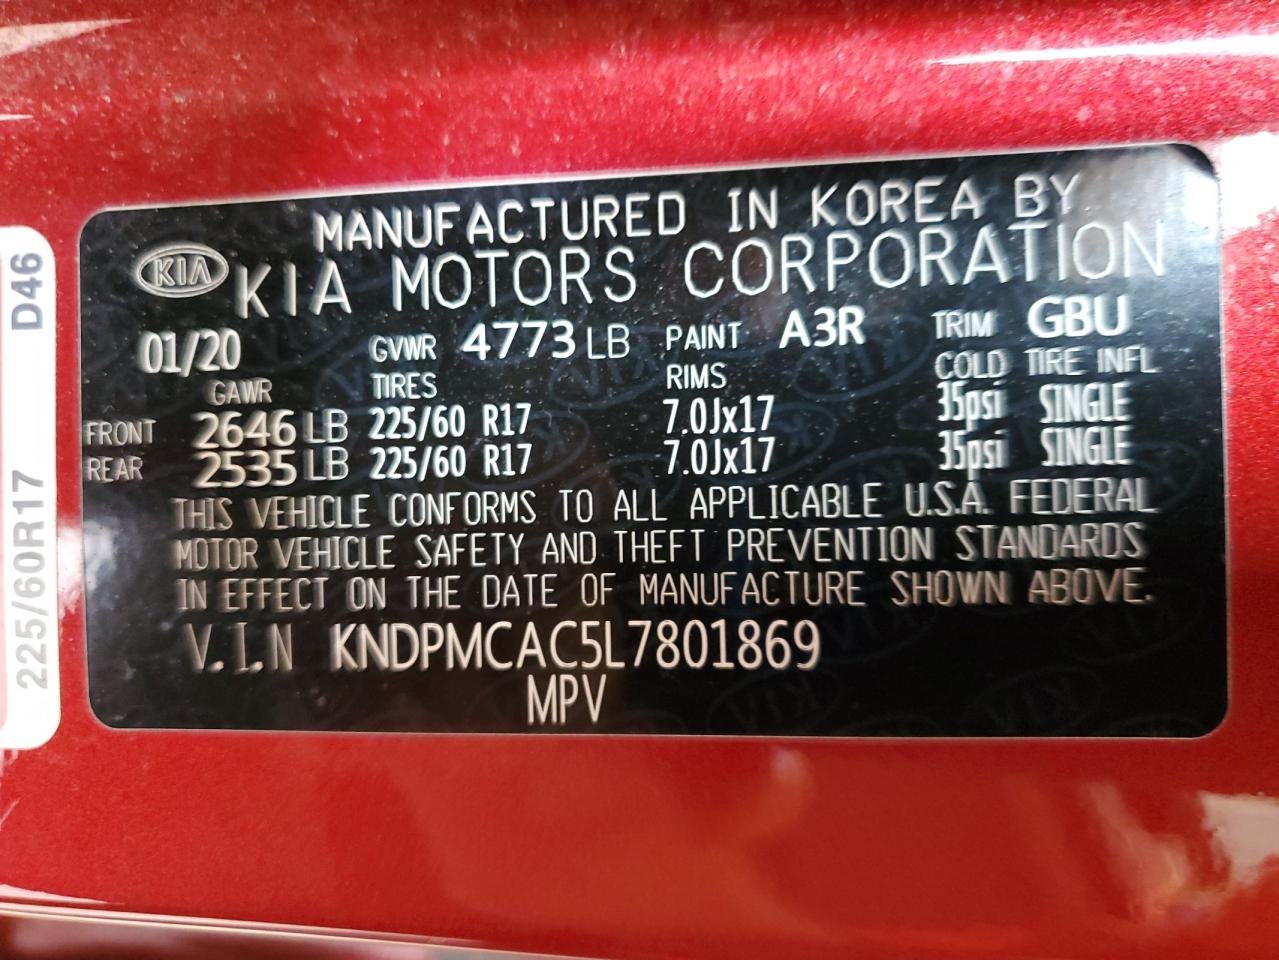 MANUFACTURED IN KOREA BY
KIA KIA MOTORS CORPORATION
01/20 GVWR 4773 LB PAINT A3R TRIM GBU
GAWR TIRES RIMS COLD TIRE INFL
FRONT 2646 LB 225/60 R17 7.0Jx17 35psi SINGLE
REAR 2535 LB 225/60 R17 7.0Jx17 35psi SINGLE
THIS VEHICLE CONFORMS TO ALL APPLICABLE U.S.A. FEDERAL
MOTOR VEHICLE SAFETY AND THEFT PREVENTION STANDARDS
IN EFFECT ON THE DATE OF MANUFACTURE SHOWN ABOVE.
V.I.N KNDPMCAC5L7801869
MPV
225/60R17 D46